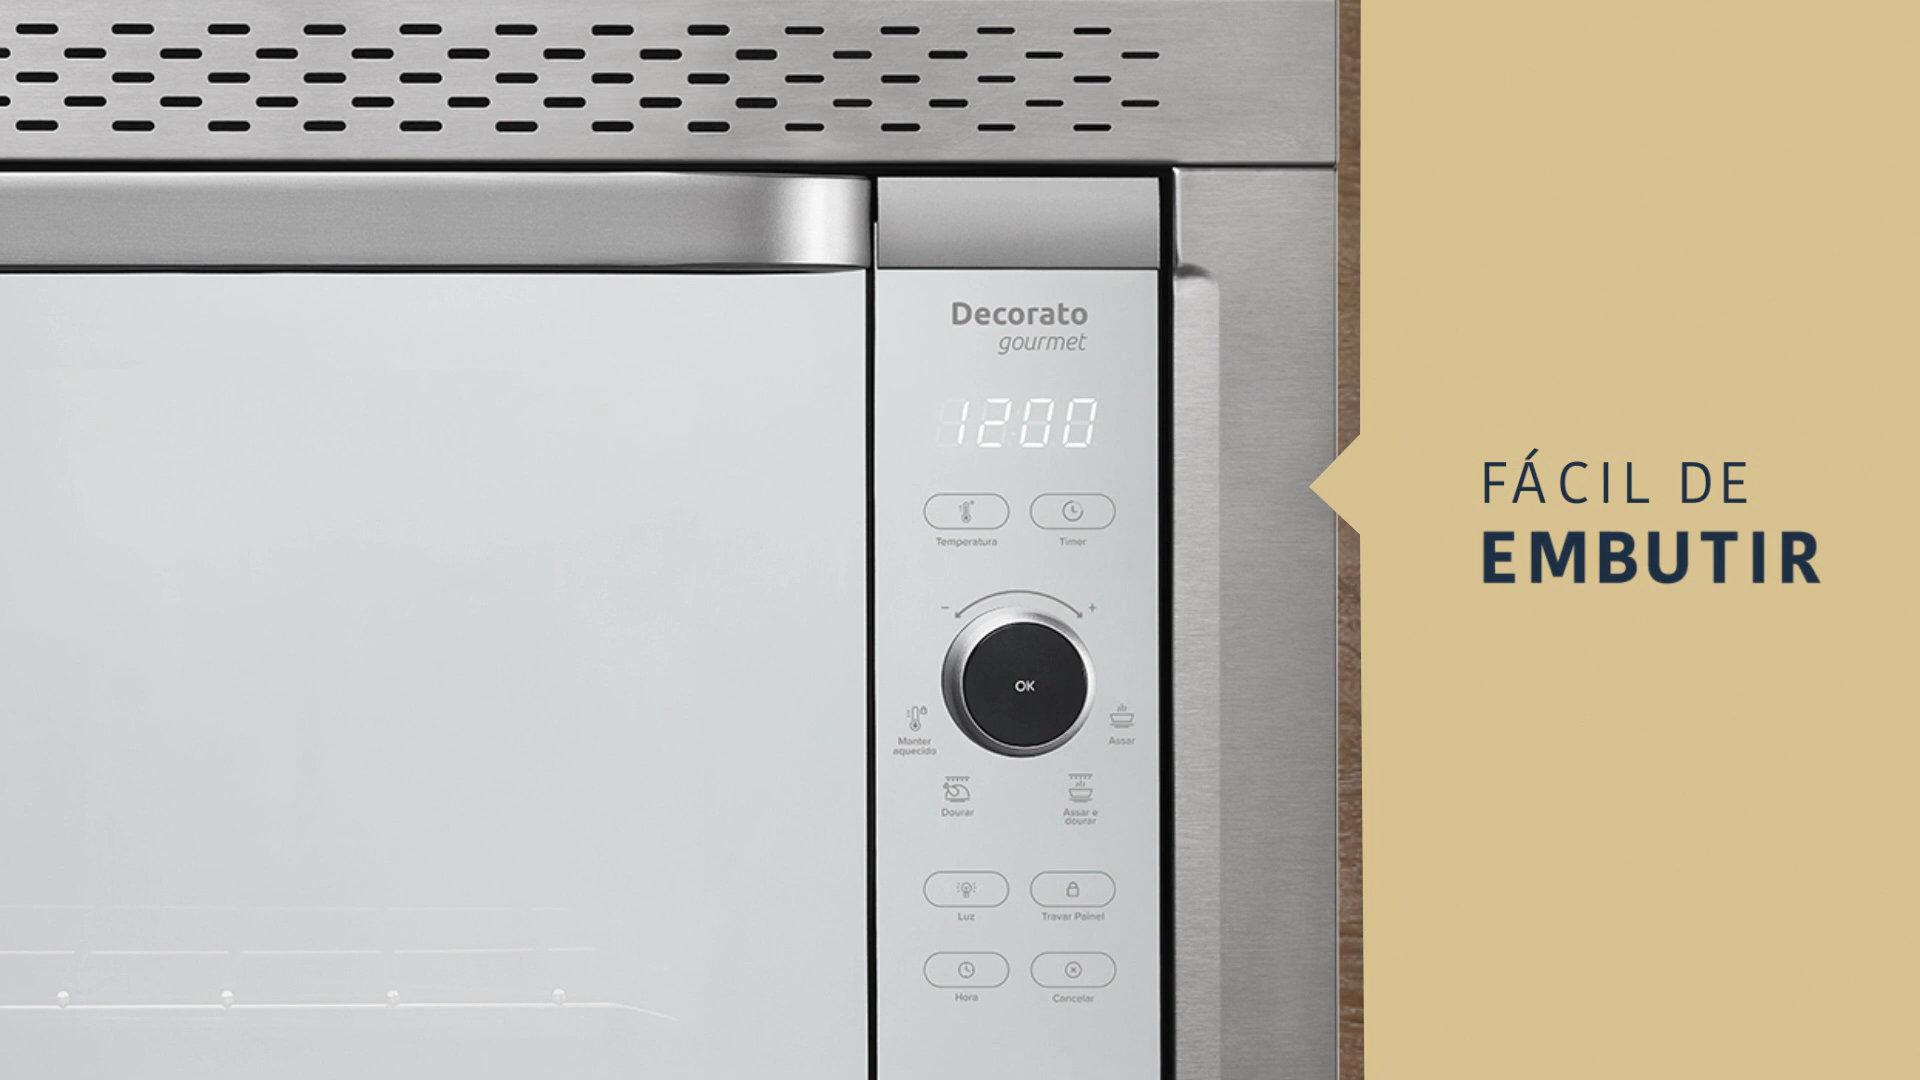 Decorato
gourmet
1200
Temperatura
Timer
- +
OK
Manter
aquecido
Assar
Dourar
Assar e
dourar
Luz
Travar Painel
Hora
Cancelar
FÁCIL DE
EMBUTIR